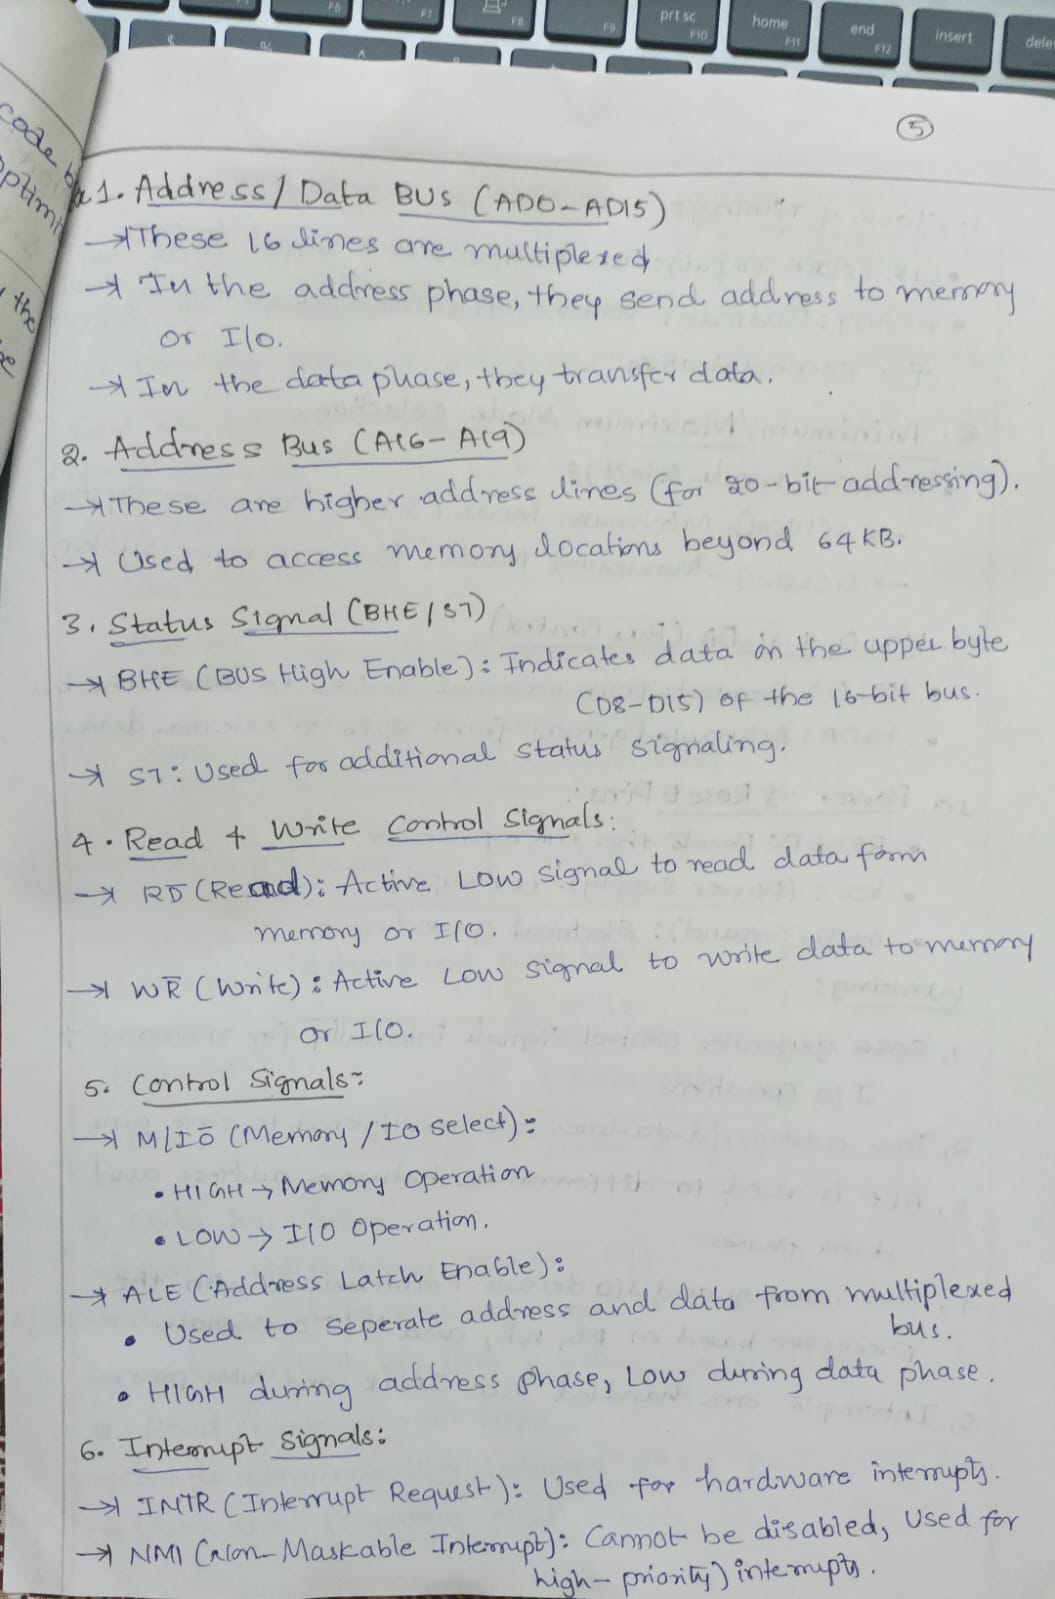 F6
F7
F8
F9
prt sc
F10
home
F11
end
F12
insert
$
%
^
5
code
the
1. Address / Data BUS (AD0-AD15)
→ These 16 lines are multiplexed
→ In the address phase, they send address to memory
or I/O.
→ In the data phase, they transfer data.
2. Address Bus (A16-A19)
→ These are higher address lines (for 20-bit addressing).
→ Used to access memory locations beyond 64KB.
3. Status Signal (BHE/S7)
→ BHE (BUS High Enable): Indicates data on the upper byte
(D8-D15) of the 16-bit bus.
→ S7: Used for additional status signaling.
4. Read & Write Control Signals:
→ RD̅ (Read): Active Low signal to read data form
memory or I/O.
→ WR̅ (Write): Active Low signal to write data to memory
or I/O.
5. Control Signals:
→ M/IO̅ (Memory / IO select):
• HIGH → Memory Operation
• LOW → I/O Operation.
→ ALE (Address Latch Enable):
• Used to seperate address and data from multiplexed
bus.
• HIGH during address phase, Low during data phase.
6. Interrupt Signals:
→ INTR (Interrupt Request): Used for hardware interrupts.
→ NMI (Non-Maskable Interrupt): Cannot be disabled, Used for
high-priority) interrupts.